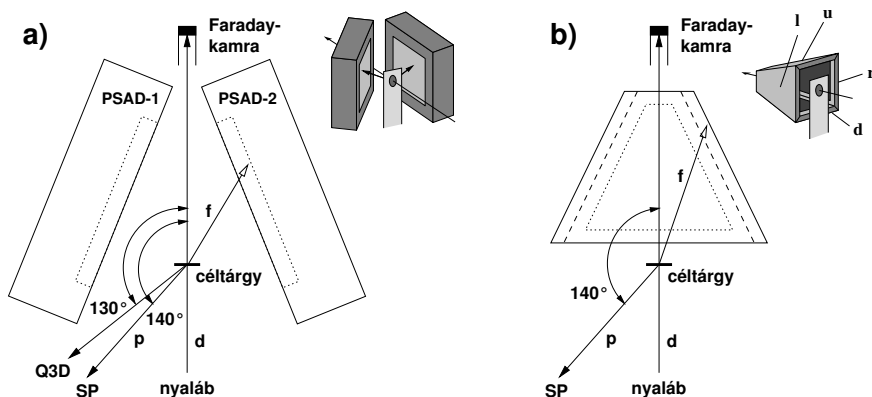 a)
Faraday-
kamra
PSAD-1
PSAD-2
f
céltárgy
130°
140°
p
d
Q3D
SP
nyaláb
b)
Faraday-
kamra
l
u
r
d
f
céltárgy
140°
p
d
SP
nyaláb